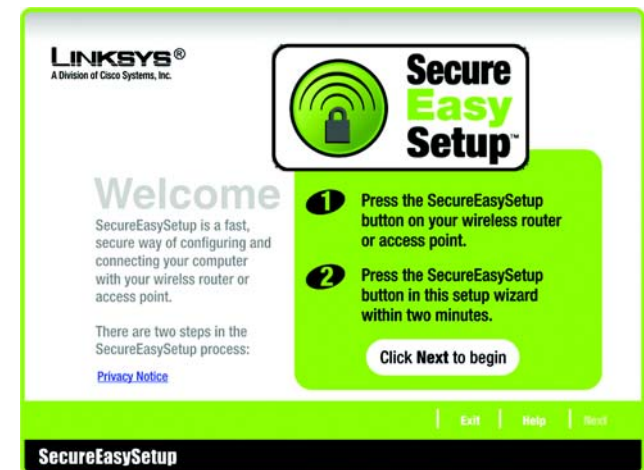 LINKSYS®
A Division of Cisco Systems, Inc.
Secure
Easy
Setup™
Welcome
SecureEasySetup is a fast,
secure way of configuring and
connecting your computer
with your wirelss router or
access point.
There are two steps in the
SecureEasySetup process:
Privacy Notice
1 Press the SecureEasySetup
button on your wireless router
or access point.
2 Press the SecureEasySetup
button in this setup wizard
within two minutes.
Click Next to begin
Exit | Help | Next
SecureEasySetup